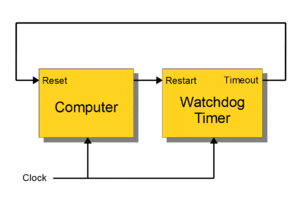 Reset
Restart
Timeout
Computer
Watchdog
Timer
Clock